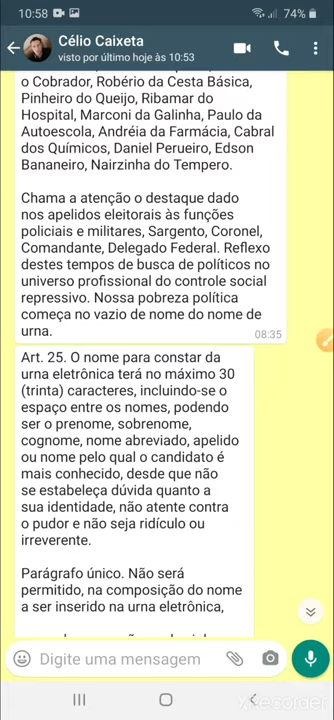 10:58 74%
Célio Caixeta
visto por último hoje às 10:53
o Cobrador, Robério da Cesta Básica,
Pinheiro do Queijo, Ribamar do
Hospital, Marconi da Galinha, Paulo da
Autoescola, Andréia da Farmácia, Cabral
dos Químicos, Daniel Perueiro, Edson
Bananeiro, Nairzinha do Tempero.
Chama a atenção o destaque dado
nos apelidos eleitorais às funções
policiais e militares, Sargento, Coronel,
Comandante, Delegado Federal. Reflexo
destes tempos de busca de políticos no
universo profissional do controle social
repressivo. Nossa pobreza política
começa no vazio de nome do nome de
urna.
08:35
Art. 25. O nome para constar da
urna eletrônica terá no máximo 30
(trinta) caracteres, incluindo-se o
espaço entre os nomes, podendo
ser o prenome, sobrenome,
cognome, nome abreviado, apelido
ou nome pelo qual o candidato é
mais conhecido, desde que não
se estabeleça dúvida quanto a
sua identidade, não atente contra
o pudor e não seja ridículo ou
irreverente.
Parágrafo único. Não será
permitido, na composição do nome
a ser inserido na urna eletrônica,
Digite uma mensagem